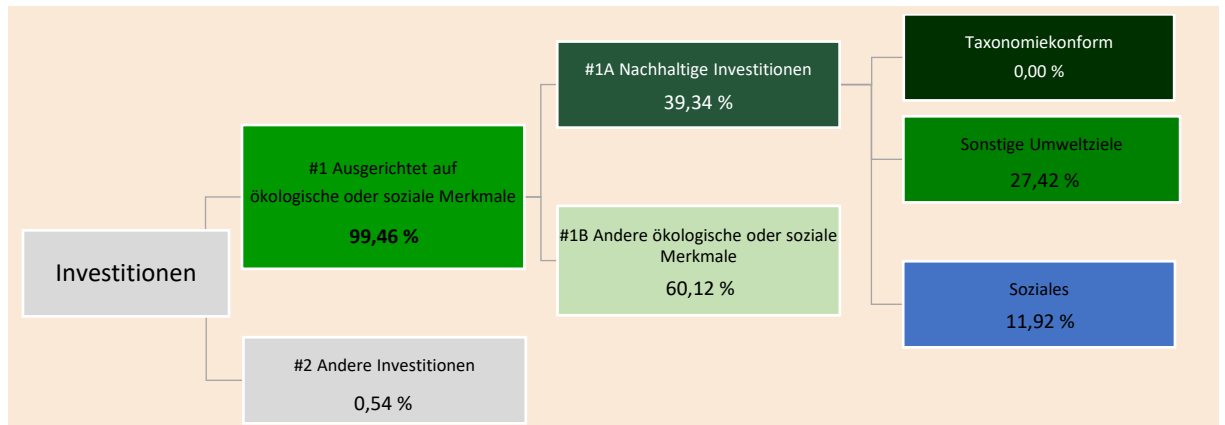 Investitionen
#1 Ausgerichtet auf
ökologische oder soziale Merkmale
99,46 %
#2 Andere Investitionen
0,54 %
#1A Nachhaltige Investitionen
39,34 %
#1B Andere ökologische oder soziale
Merkmale
60,12 %
Taxonomiekonform
0,00 %
Sonstige Umweltziele
27,42 %
Soziales
11,92 %